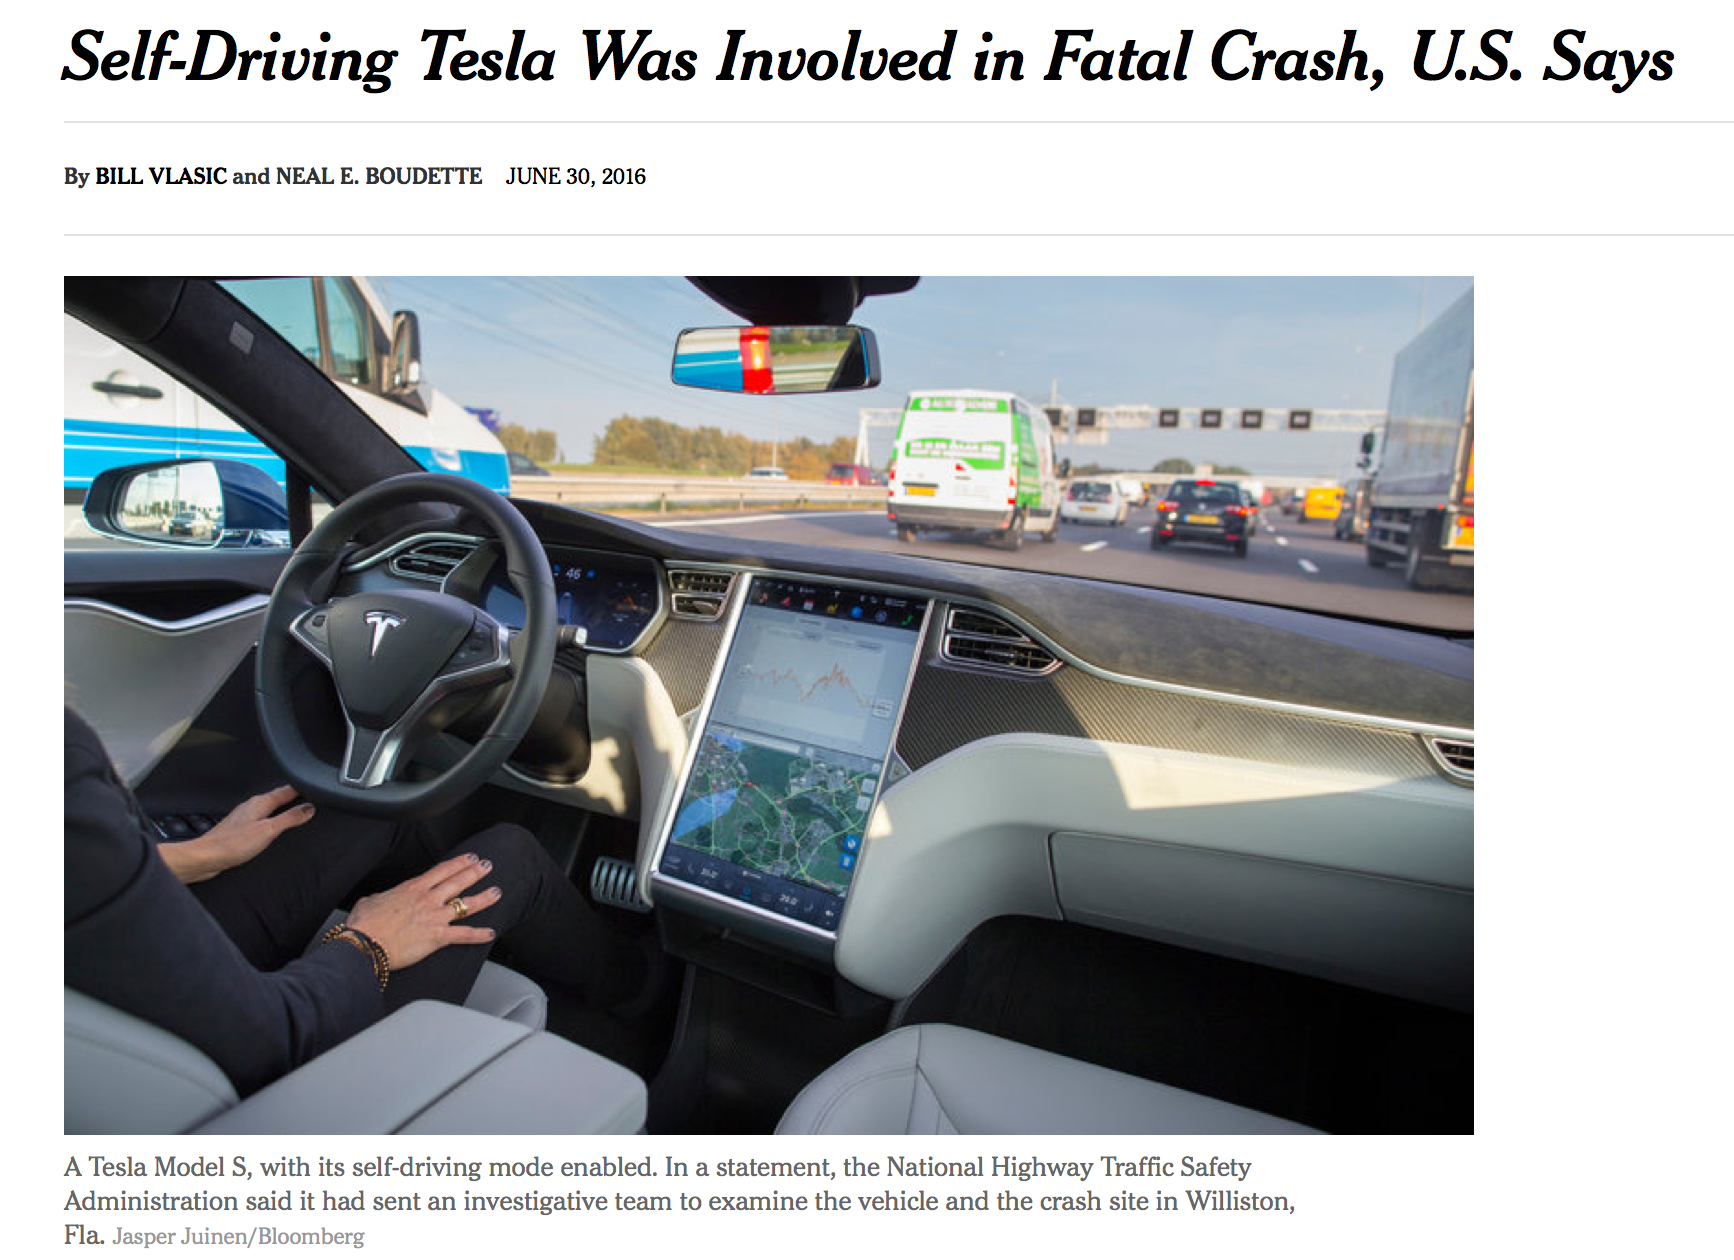 Self-Driving Tesla Was Involved in Fatal Crash, U.S. Says
By BILL VLASIC and NEAL E. BOUDETTE JUNE 30, 2016
46
A Tesla Model S, with its self-driving mode enabled. In a statement, the National Highway Traffic Safety
Administration said it had sent an investigative team to examine the vehicle and the crash site in Williston,
Fla. Jasper Juinen/Bloomberg